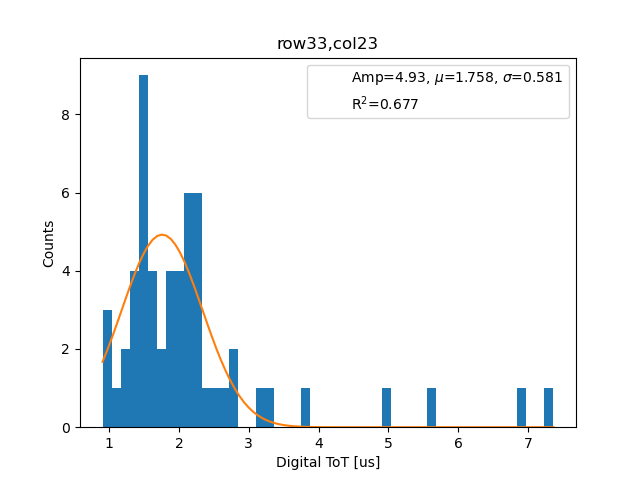 row33,col23
Amp=4.93, μ=1.758, σ=0.581
R²=0.677
Counts
8
6
4
2
0
1 2 3 4 5 6 7
Digital ToT [us]